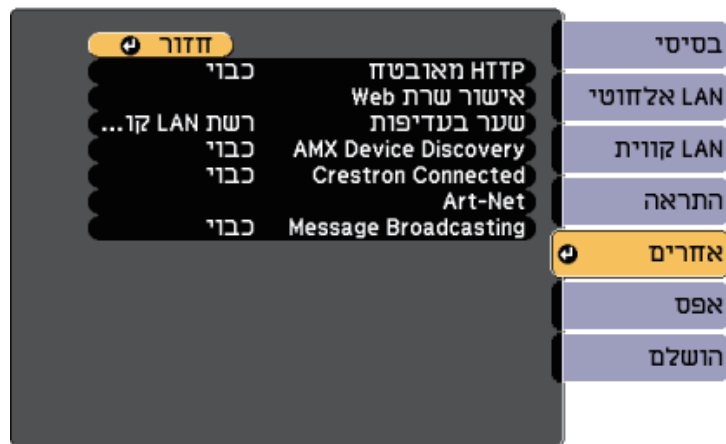 בסיסי
LAN אלחוטי
LAN קווית
התראה
אחרים
אפס
הושלם
חזור
HTTP מאובטח כבוי
אישור שרת Web
שער בעדיפות רשת LAN קו...
AMX Device Discovery כבוי
Crestron Connected כבוי
Art-Net
Message Broadcasting כבוי